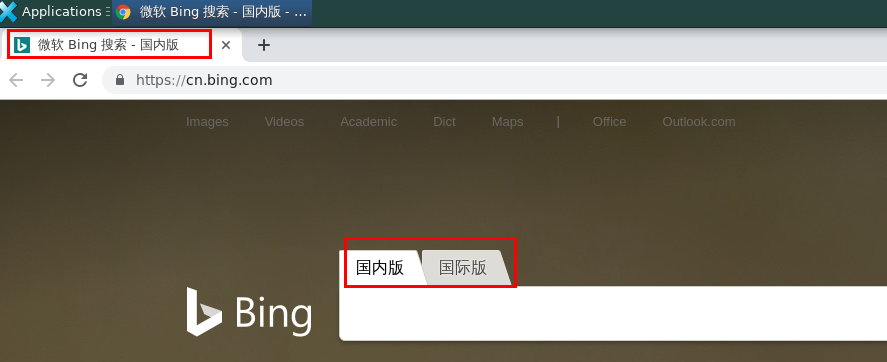 Applications
微软 Bing 搜索 - 国内版 - ...
微软 Bing 搜索 - 国内版
https://cn.bing.com
Images Videos Academic Dict Maps | Office Outlook.com
国内版 国际版
Bing